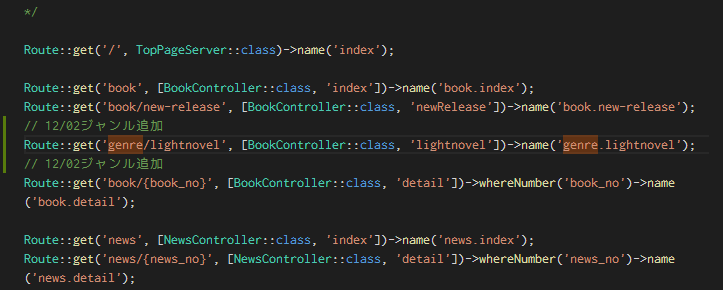 */
Route::get('/', TopPageServer::class)->name('index');
Route::get('book', [BookController::class, 'index'])->name('book.index');
Route::get('book/new-release', [BookController::class, 'newRelease'])->name('book.new-release');
// 12/02ジャンル追加
Route::get('genre/lightnovel', [BookController::class, 'lightnovel'])->name('genre.lightnovel');
// 12/02ジャンル追加
Route::get('book/{book_no}', [BookController::class, 'detail'])->whereNumber('book_no')->name
('book.detail');
Route::get('news', [NewsController::class, 'index'])->name('news.index');
Route::get('news/{news_no}', [NewsController::class, 'detail'])->whereNumber('news_no')->name
('news.detail');